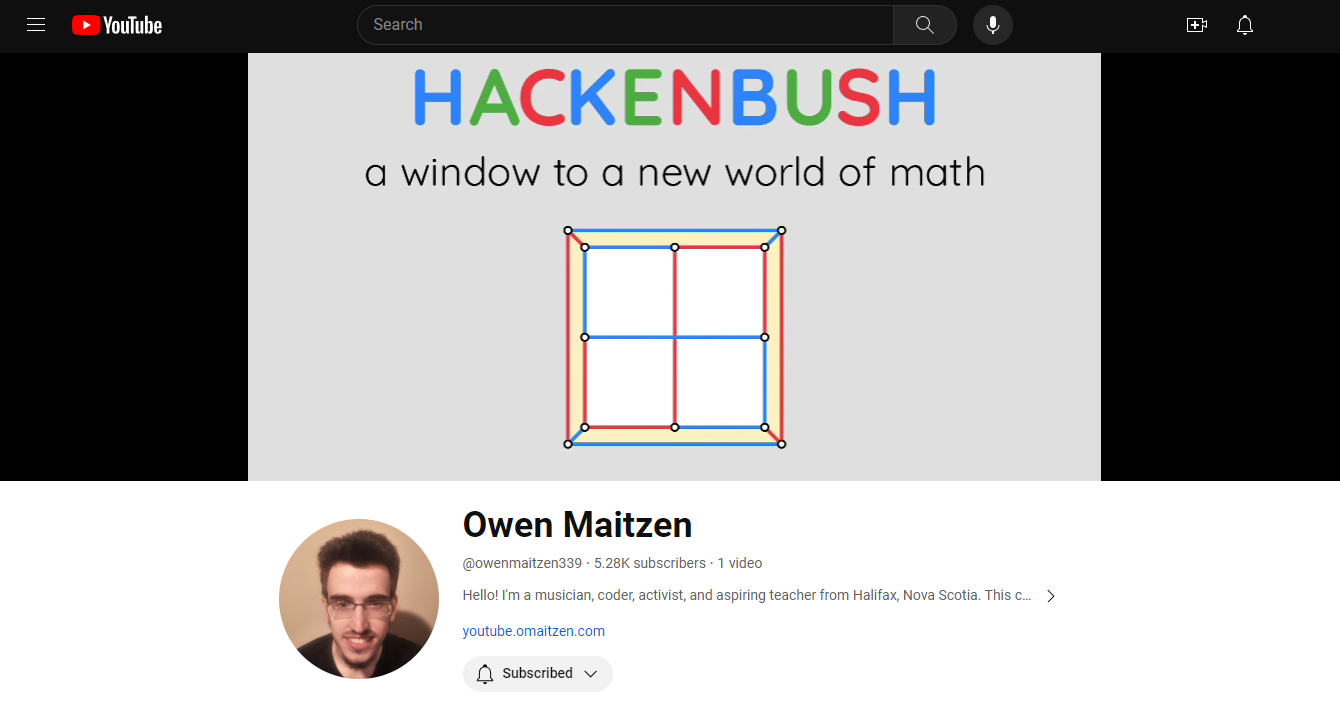 YouTube
Search
HACKENBUSH
a window to a new world of math
Owen Maitzen
@owenmaitzen339 · 5.28K subscribers · 1 video
Hello! I'm a musician, coder, activist, and aspiring teacher from Halifax, Nova Scotia. This c...
youtube.omaitzen.com
Subscribed